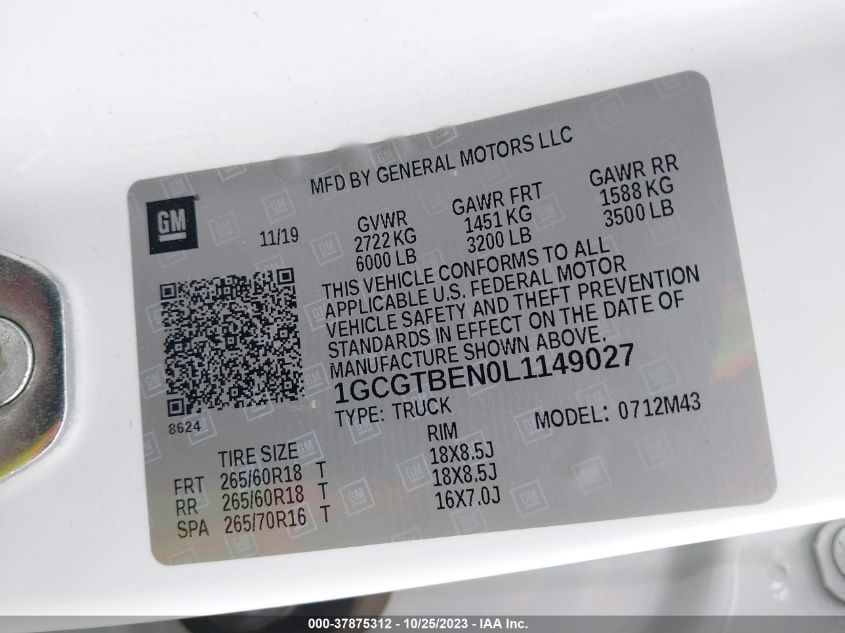 MFD BY GENERAL MOTORS LLC
GM
11/19
GVWR GAWR FRT GAWR RR
2722 KG 1451 KG 1588 KG
6000 LB 3200 LB 3500 LB
THIS VEHICLE CONFORMS TO ALL
APPLICABLE U.S. FEDERAL MOTOR
VEHICLE SAFETY AND THEFT PREVENTION
STANDARDS IN EFFECT ON THE DATE OF
MANUFACTURE SHOWN ABOVE.
1GCGTBEN0L1149027
8624
TYPE: TRUCK MODEL: 0712M43
TIRE SIZE RIM
FRT 265/60R18 T 18X8.5J
RR 265/60R18 T 18X8.5J
SPA 265/70R16 T 16X7.0J
000-37875312 - 10/25/2023 - IAA Inc.